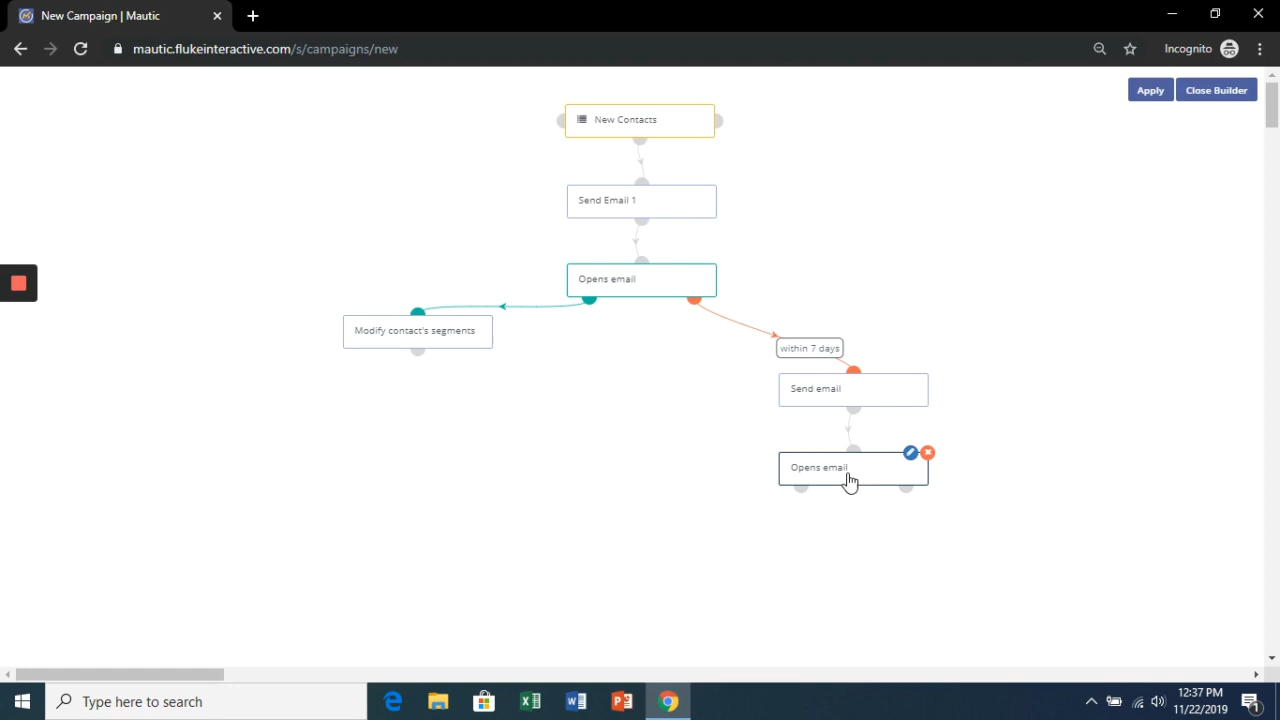 New Campaign | Mautic
mautic.flukeinteractive.com/s/campaigns/new
Incognito
Apply
Close Builder
New Contacts
Send Email 1
Opens email
Modify contact's segments
within 7 days
Send email
Opens email
Type here to search
12:37 PM
11/22/2019
1